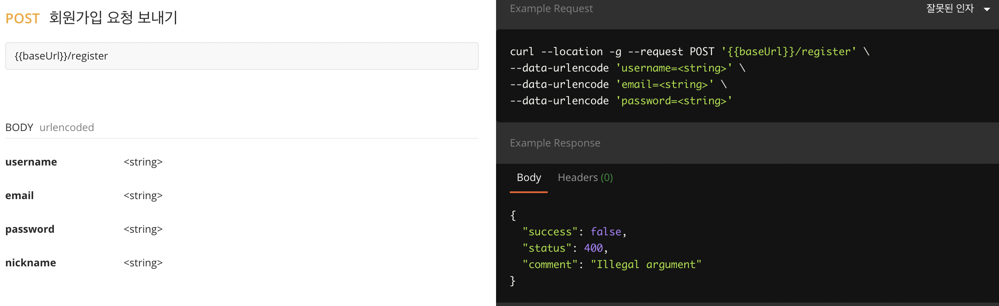 POST 회원가입 요청 보내기
{{baseUrl}}/register
BODY urlencoded
username <string>
email <string>
password <string>
nickname <string>
Example Request 잘못된 인자
curl --location -g --request POST '{{baseUrl}}/register' \
--data-urlencode 'username=<string>' \
--data-urlencode 'email=<string>' \
--data-urlencode 'password=<string>'
Example Response
Body Headers (0)
{
"success": false,
"status": 400,
"comment": "Illegal argument"
}